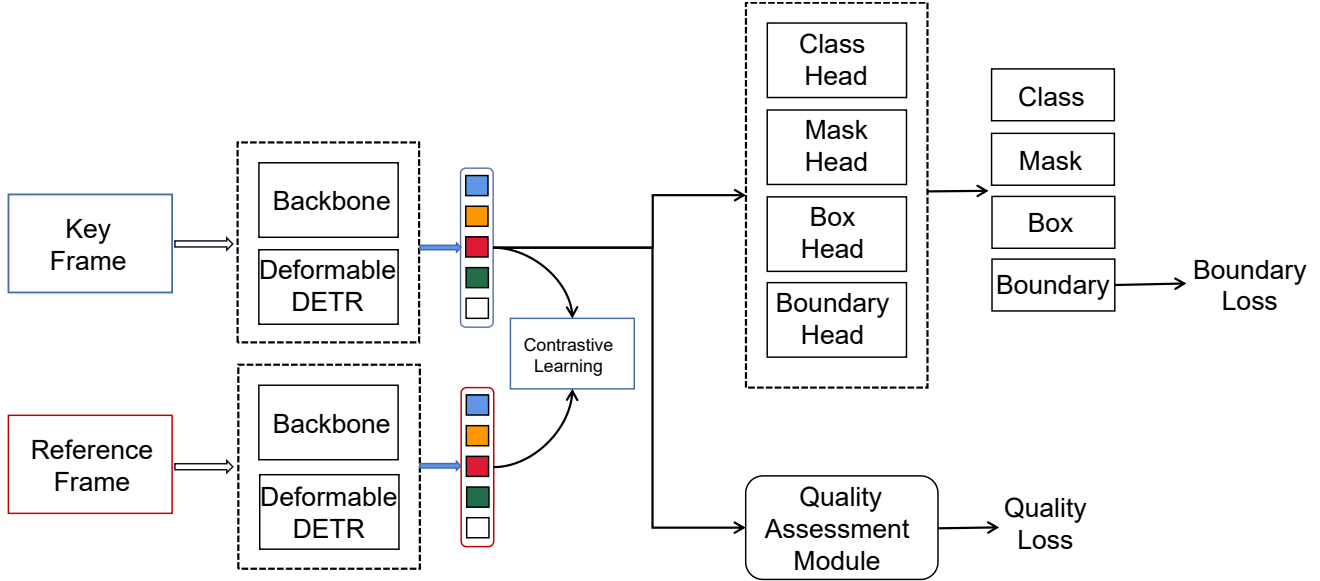 Key
Frame
Backbone
Deformable
DETR
Reference
Frame
Backbone
Deformable
DETR
Contrastive
Learning
Class
Head
Mask
Head
Box
Head
Boundary
Head
Class
Mask
Box
Boundary
Boundary
Loss
Quality
Assessment
Module
Quality
Loss